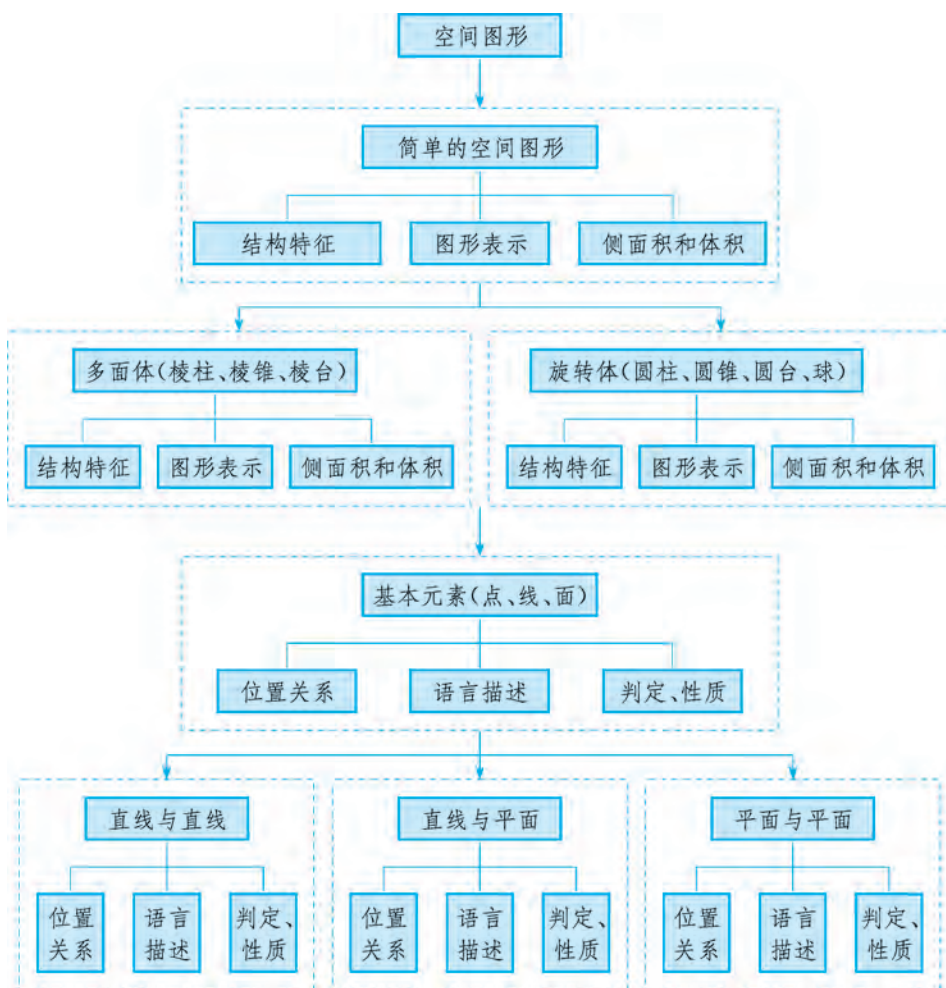 空间图形
简单的空间图形
结构特征
图形表示
侧面积和体积
多面体(棱柱、棱锥、棱台)
旋转体(圆柱、圆锥、圆台、球)
结构特征
图形表示
侧面积和体积
结构特征
图形表示
侧面积和体积
基本元素(点、线、面)
位置关系
语言描述
判定、性质
直线与直线
直线与平面
平面与平面
位置
关系
语言
描述
判定、
性质
位置
关系
语言
描述
判定、
性质
位置
关系
语言
描述
判定、
性质